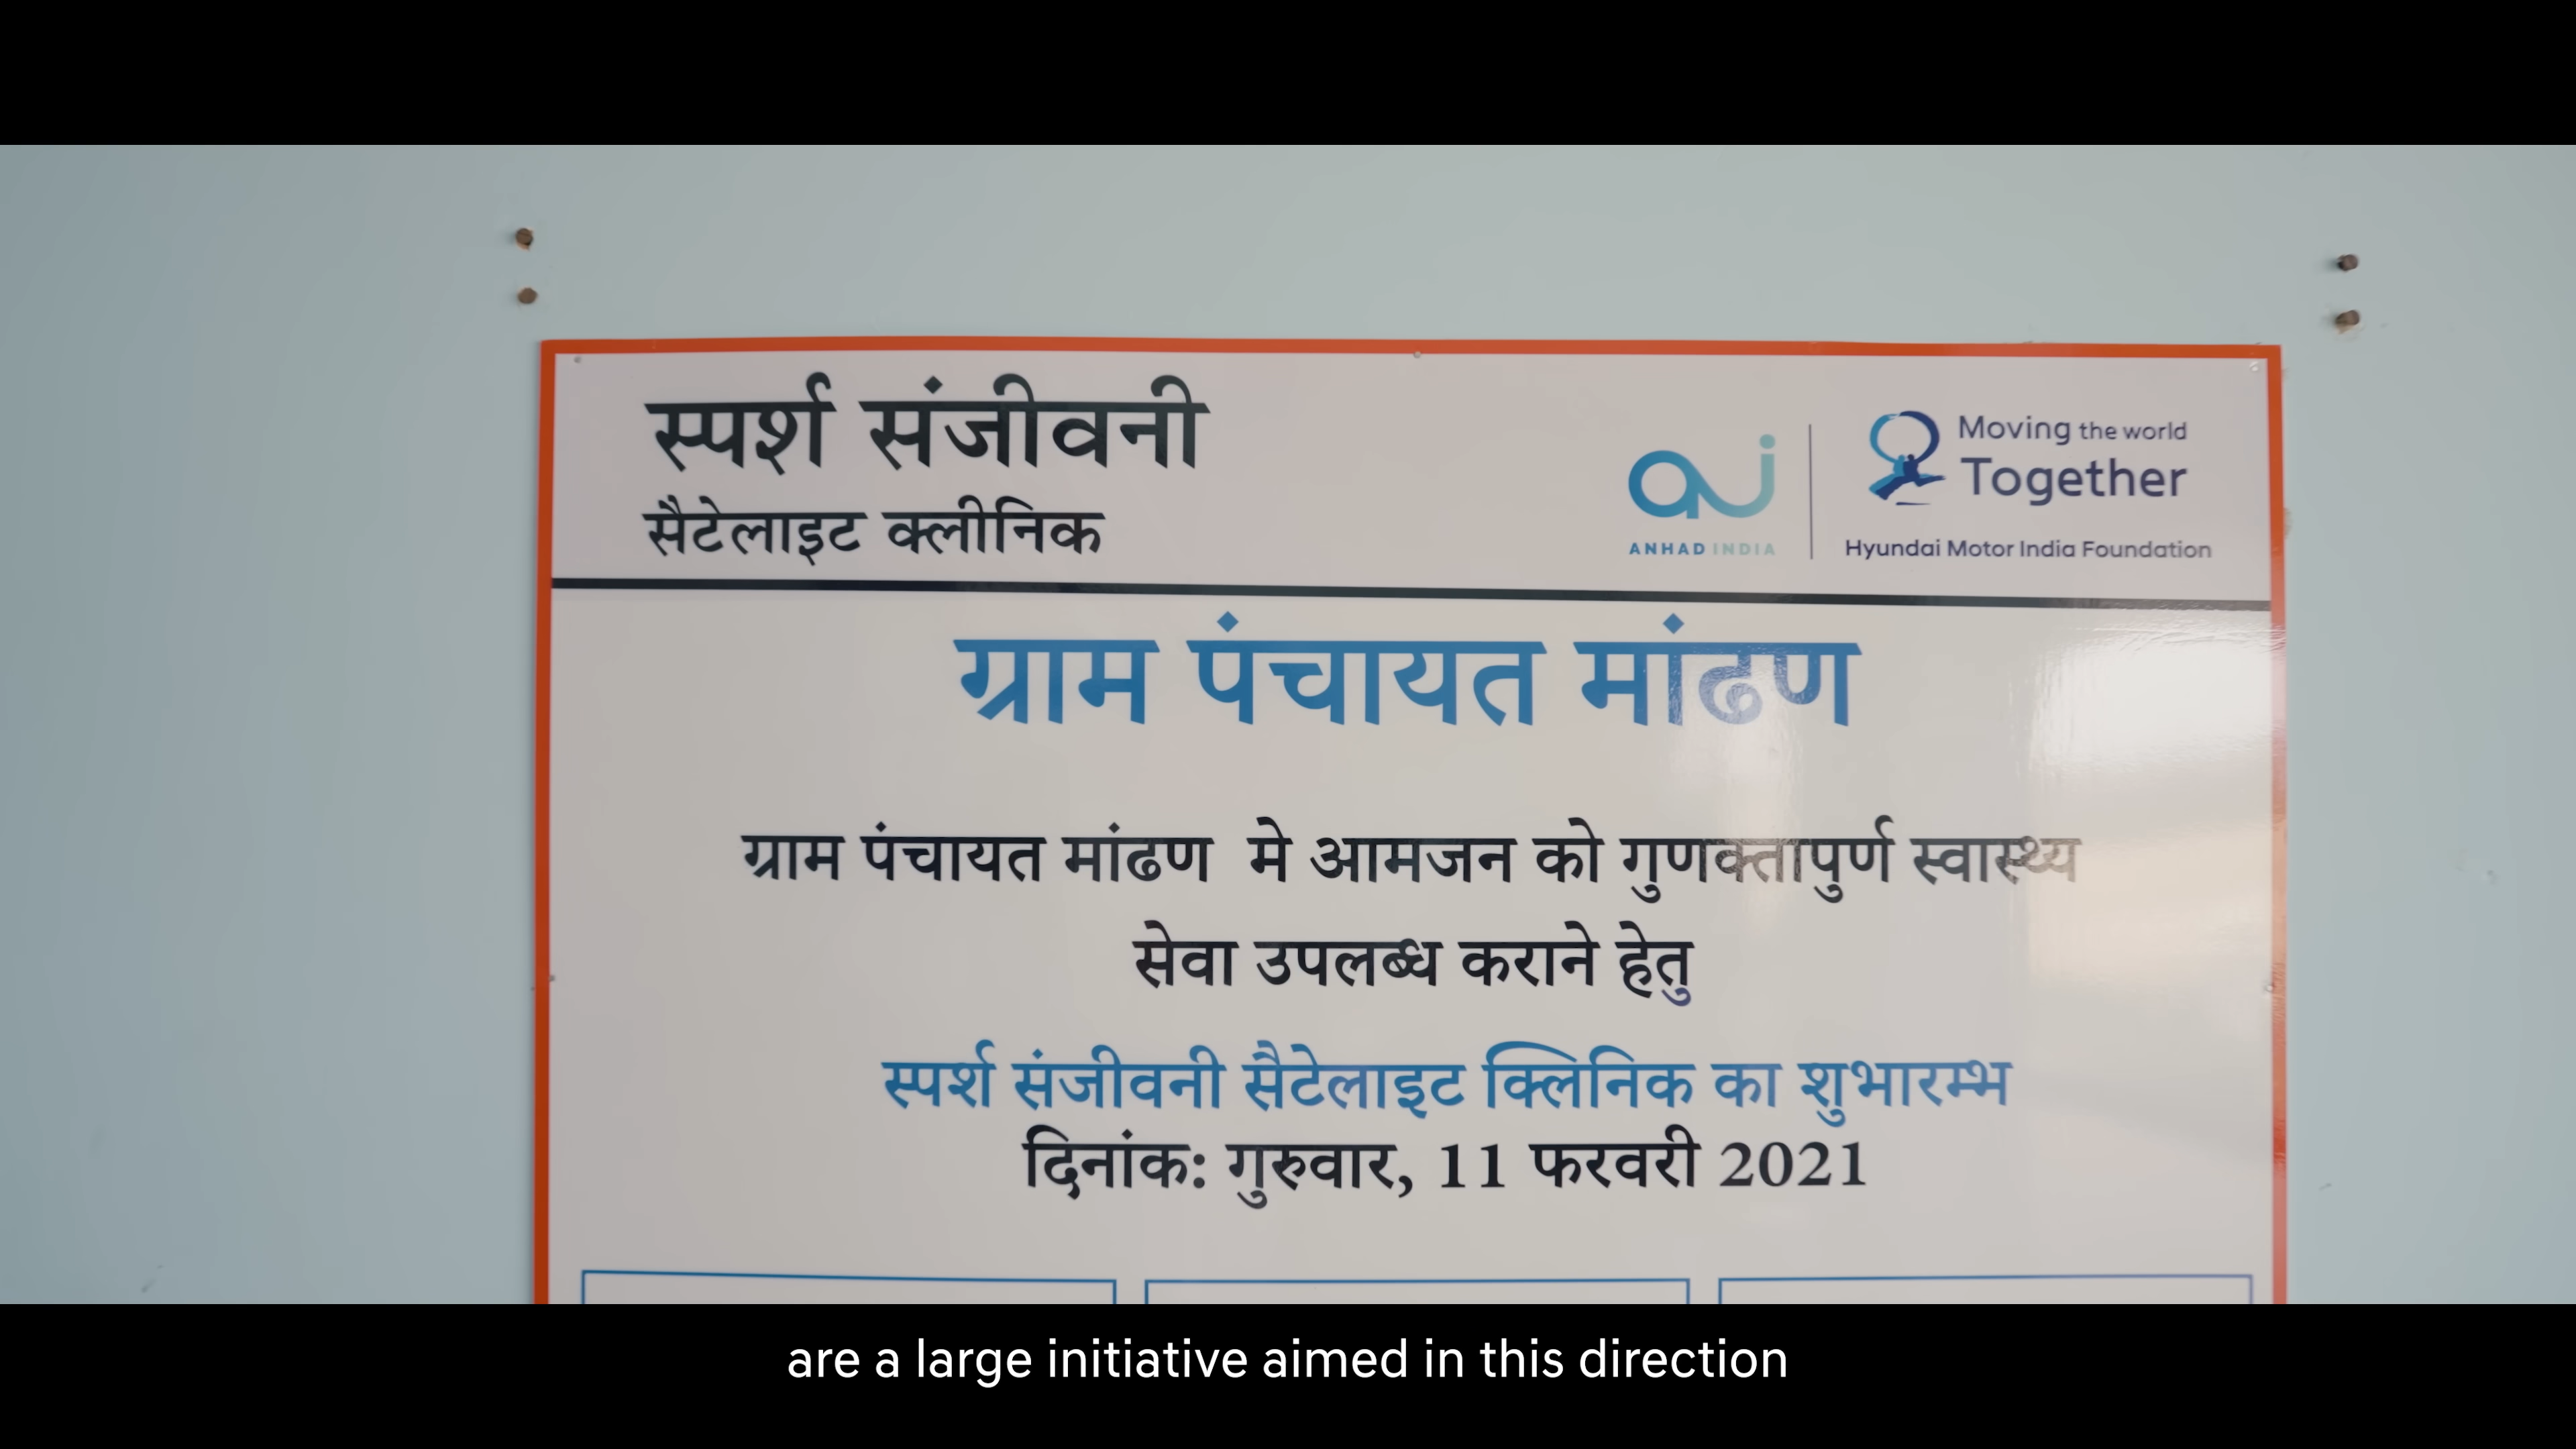 स्पर्श संजीवनी
सैटेलाइट क्लीनिक
ANHAD INDIA
Moving the world
Together
Hyundai Motor India Foundation
ग्राम पंचायत मांढण
ग्राम पंचायत मांढण मे आमजन को गुणक्तापुर्ण स्वास्थ्य
सेवा उपलब्ध कराने हेतु
स्पर्श संजीवनी सैटेलाइट क्लिनिक का शुभारम्भ
दिनांक: गुरुवार, 11 फरवरी 2021
are a large initiative aimed in this direction